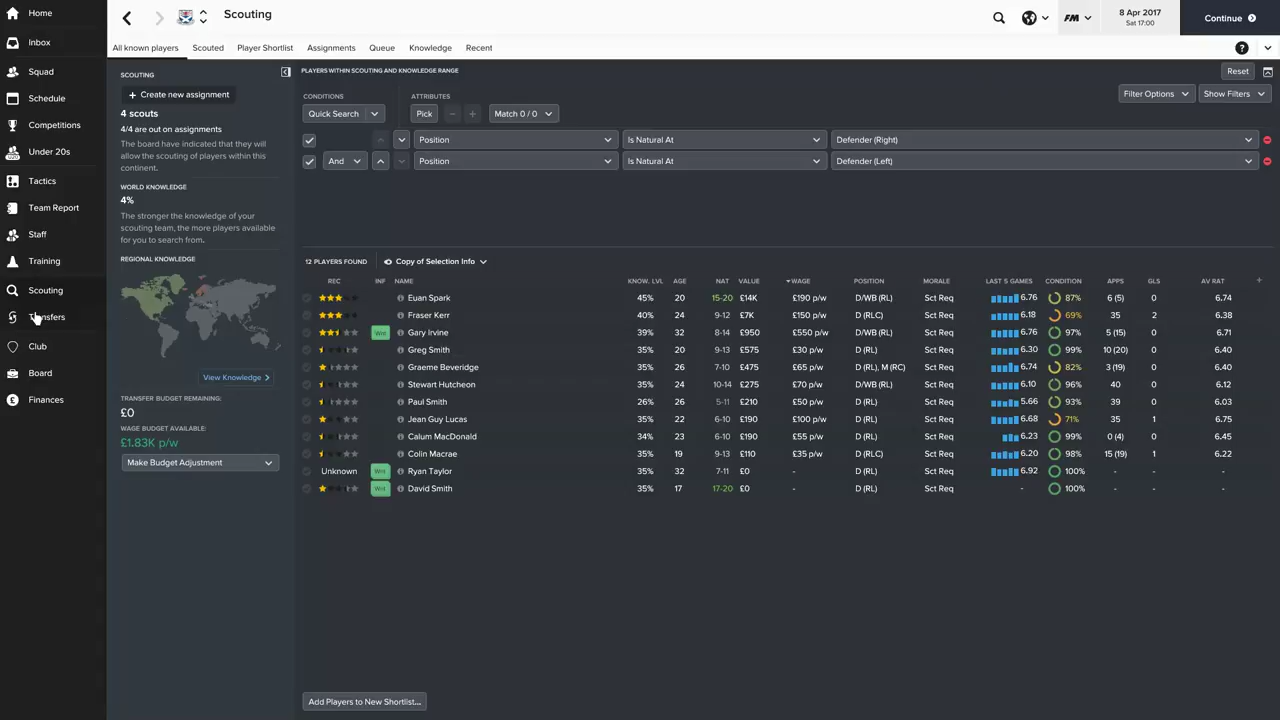 Home
Inbox
Squad
Schedule
Competitions
Under 20s
Tactics
Team Report
Staff
Training
Scouting
Transfers
Club
Board
Finances
Scouting
FM
8 Apr 2017
Sat 17:00
Continue
All known players Scouted Player Shortlist Assignments Queue Knowledge Recent ?
SCOUTING
+ Create new assignment
4 scouts
4/4 are out on assignments
The board have indicated that they will
allow the scouting of players within this
continent.
WORLD KNOWLEDGE
4%
The stronger the knowledge of your
scouting team, the more players available
for you to search from.
REGIONAL KNOWLEDGE
View Knowledge >
TRANSFER BUDGET REMAINING:
£0
WAGE BUDGET AVAILABLE:
£1.83K p/w
Make Budget Adjustment
PLAYERS WITHIN SCOUTING AND KNOWLEDGE RANGE
Reset
CONDITIONS ATTRIBUTES
Filter Options Show Filters
Quick Search Pick - + Match 0 / 0
Position Is Natural At Defender (Right)
And Position Is Natural At Defender (Left)
12 PLAYERS FOUND Copy of Selection Info
REC INF NAME KNOW. LVL AGE NAT VALUE WAGE POSITION MORALE LAST 5 GAMES CONDITION APPS GLS AV RAT +
Euan Spark 45% 20 15-20 £14K £190 p/w D/WB (RL) Sct Req 6.76 87% 6 (5) 0 6.74
Fraser Kerr 40% 24 9-12 £7K £150 p/w D (RLC) Sct Req 6.18 69% 35 2 6.38
Wnt Gary Irvine 39% 32 8-14 £950 £550 p/w D/WB (RL) Sct Req 6.76 97% 5 (15) 0 6.71
Greg Smith 35% 20 9-13 £575 £30 p/w D (RL) Sct Req 6.30 99% 10 (20) 0 6.40
Graeme Beveridge 35% 26 7-10 £475 £65 p/w D (RL), M (RC) Sct Req 6.74 82% 3 (19) 0 6.40
Stewart Hutcheon 35% 24 10-14 £275 £70 p/w D/WB (RL) Sct Req 6.10 96% 40 0 6.12
Paul Smith 26% 26 5-11 £210 £50 p/w D (RL) Sct Req 5.66 93% 39 0 6.03
Jean Guy Lucas 35% 22 6-10 £190 £80 p/w D (RL) Sct Req 6.68 71% 35 1 6.75
Calum MacDonald 34% 23 6-10 £190 £55 p/w D (RL) Sct Req 6.23 99% 0 (4) 0 6.45
Colin Macrae 35% 19 9-13 £110 £35 p/w D (RLC) Sct Req 6.20 98% 15 (19) 1 6.22
Unknown Wnt Ryan Taylor 35% 32 7-11 £0 - D (RL) Sct Req 6.92 100% - - -
Wnt David Smith 35% 17 17-20 £0 - D (RL) Sct Req - 100% - - -
Add Players to New Shortlist...